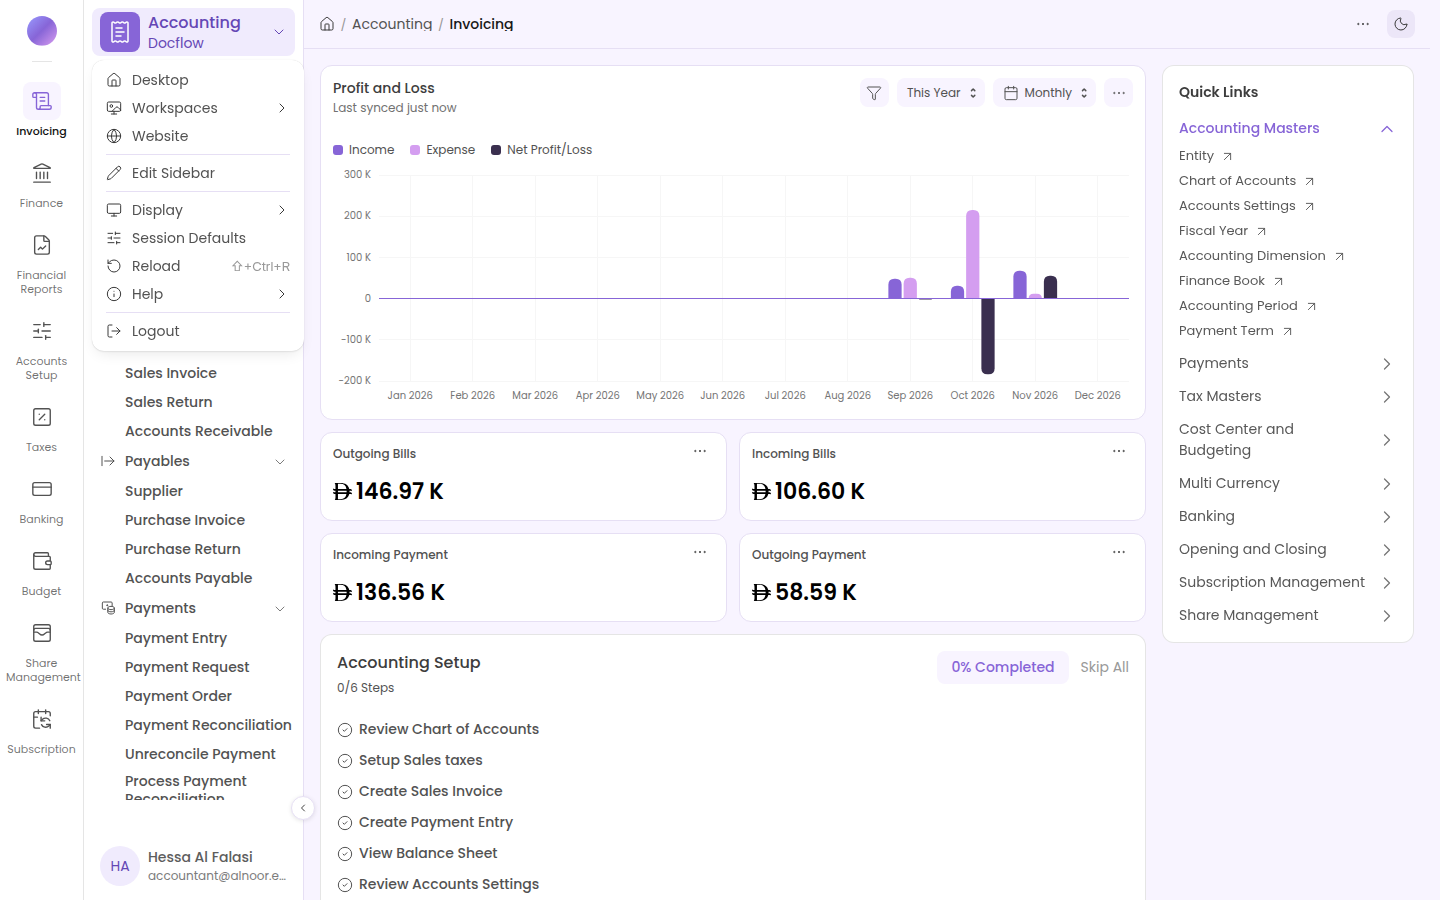 Invoicing
Finance
Financial
Reports
Accounts
Setup
Taxes
Banking
Budget
Share
Management
Subscription
Accounting
Docflow
Desktop
Workspaces
Website
Edit Sidebar
Display
Session Defaults
Reload ⇧+Ctrl+R
Help
Logout
Sales Invoice
Sales Return
Accounts Receivable
Payables
Supplier
Purchase Invoice
Purchase Return
Accounts Payable
Payments
Payment Entry
Payment Request
Payment Order
Payment Reconciliation
Unreconcile Payment
Process Payment
Reconciliation
HA
Hessa Al Falasi
accountant@alnoor.e...
/ Accounting / Invoicing
Profit and Loss
Last synced just now
This Year
Monthly
Income Expense Net Profit/Loss
300 K
200 K
100 K
0
-100 K
-200 K
Jan 2026 Feb 2026 Mar 2026 Apr 2026 May 2026 Jun 2026 Jul 2026 Aug 2026 Sep 2026 Oct 2026 Nov 2026 Dec 2026
Outgoing Bills
146.97 K
Incoming Bills
106.60 K
Incoming Payment
136.56 K
Outgoing Payment
58.59 K
Accounting Setup
0/6 Steps
0% Completed
Skip All
Review Chart of Accounts
Setup Sales taxes
Create Sales Invoice
Create Payment Entry
View Balance Sheet
Review Accounts Settings
Quick Links
Accounting Masters
Entity
Chart of Accounts
Accounts Settings
Fiscal Year
Accounting Dimension
Finance Book
Accounting Period
Payment Term
Payments
Tax Masters
Cost Center and
Budgeting
Multi Currency
Banking
Opening and Closing
Subscription Management
Share Management